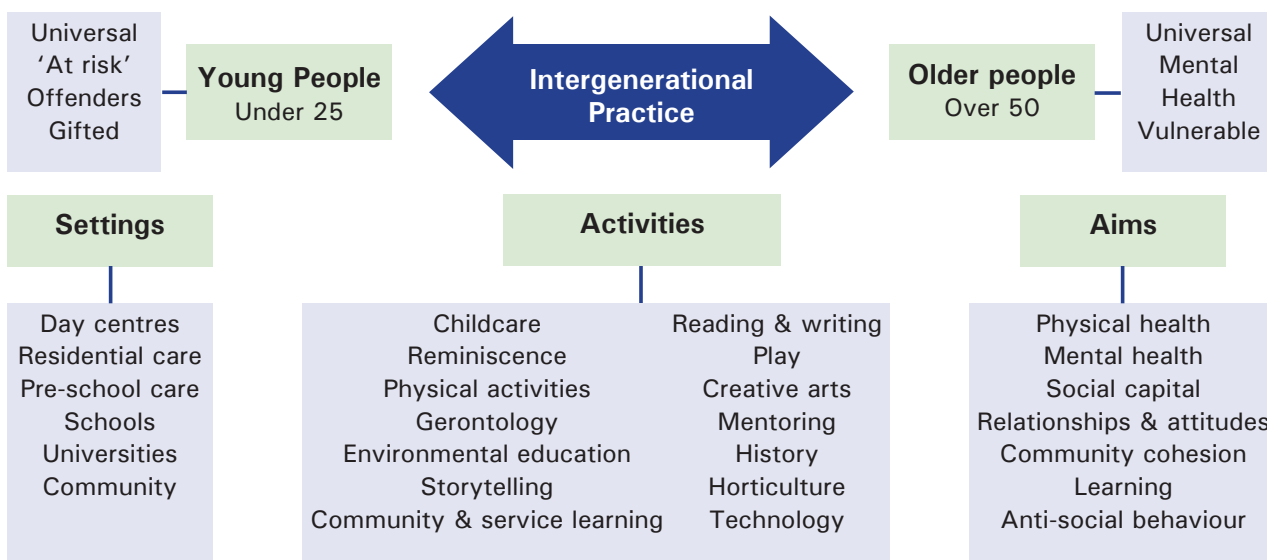 Universal
'At risk'
Offenders
Gifted
Young People
Under 25
Intergenerational
Practice
Older people
Over 50
Universal
Mental
Health
Vulnerable
Settings
Day centres
Residential care
Pre-school care
Schools
Universities
Community
Activities
Childcare
Reminiscence
Physical activities
Gerontology
Environmental education
Storytelling
Community & service learning
Reading & writing
Play
Creative arts
Mentoring
History
Horticulture
Technology
Aims
Physical health
Mental health
Social capital
Relationships & attitudes
Community cohesion
Learning
Anti-social behaviour